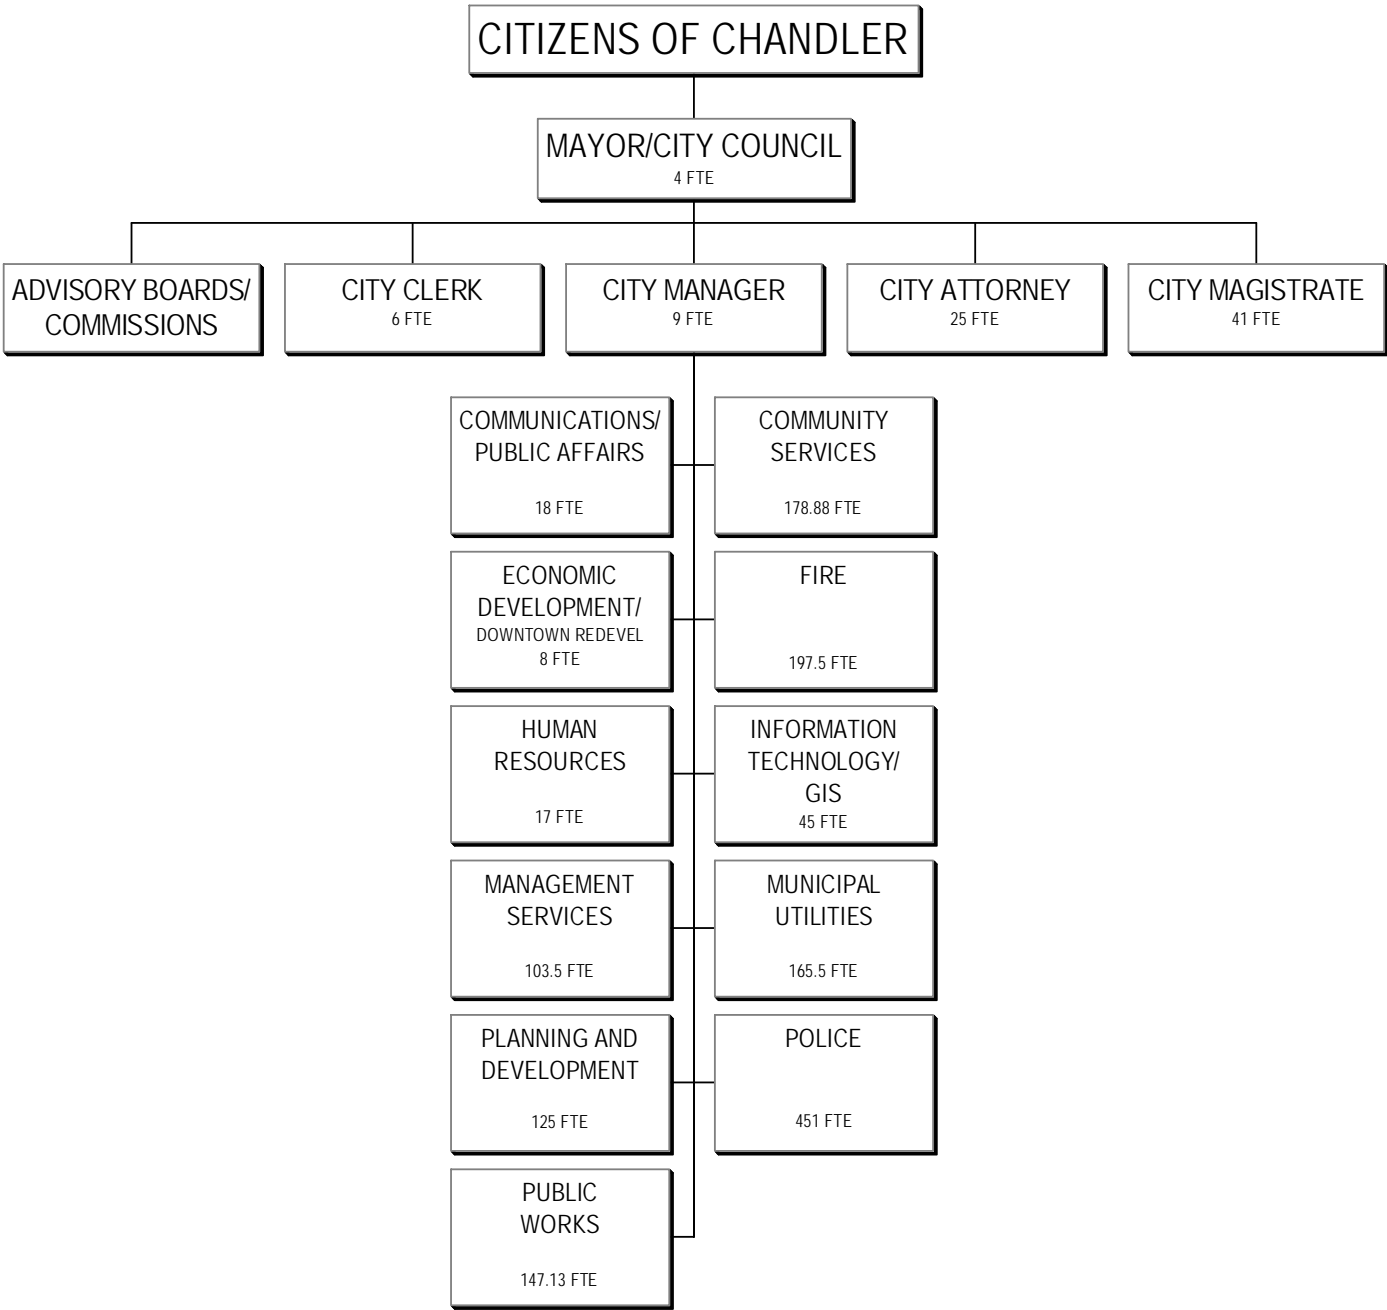 CITIZENS OF CHANDLER
MAYOR/CITY COUNCIL
4 FTE
ADVISORY BOARDS/
COMMISSIONS
CITY CLERK
6 FTE
CITY MANAGER
9 FTE
CITY ATTORNEY
25 FTE
CITY MAGISTRATE
41 FTE
COMMUNICATIONS/
PUBLIC AFFAIRS
18 FTE
COMMUNITY
SERVICES
178.88 FTE
ECONOMIC
DEVELOPMENT/
DOWNTOWN REDEVEL
8 FTE
FIRE
197.5 FTE
HUMAN
RESOURCES
17 FTE
INFORMATION
TECHNOLOGY/
GIS
45 FTE
MANAGEMENT
SERVICES
103.5 FTE
MUNICIPAL
UTILITIES
165.5 FTE
PLANNING AND
DEVELOPMENT
125 FTE
POLICE
451 FTE
PUBLIC
WORKS
147.13 FTE